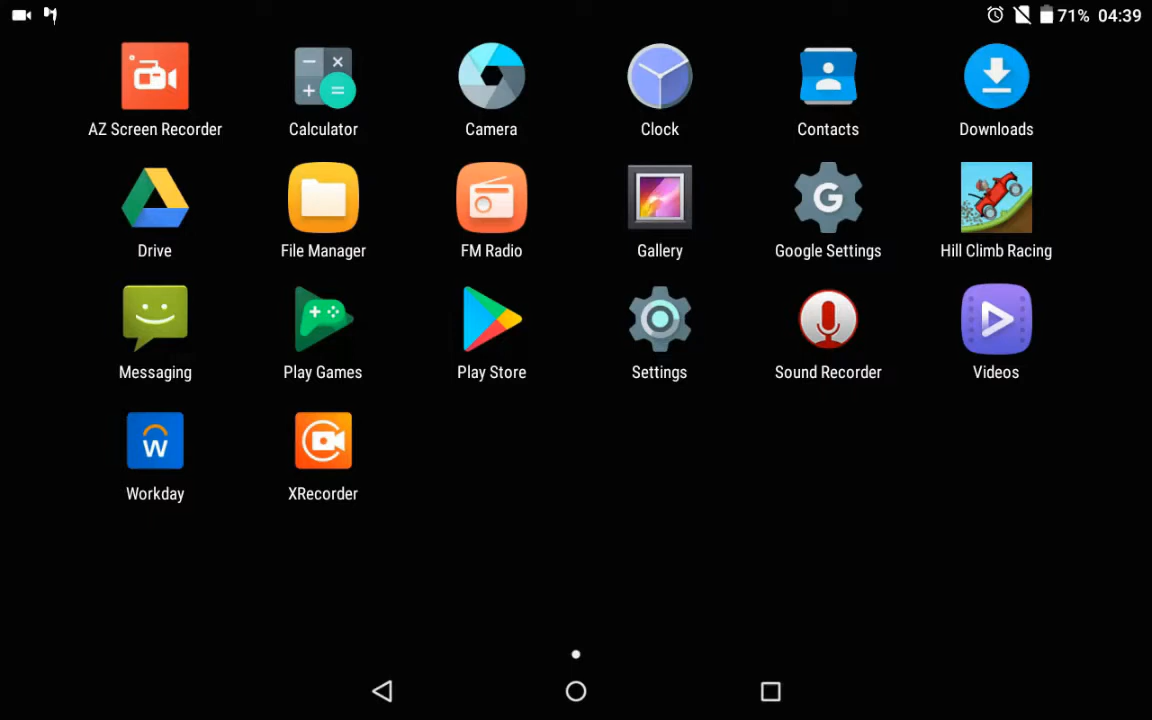 71% 04:39
AZ Screen Recorder
Calculator
Camera
Clock
Contacts
Downloads
Drive
File Manager
FM Radio
Gallery
G
Google Settings
Hill Climb Racing
Messaging
Play Games
Play Store
Settings
Sound Recorder
Videos
W
Workday
XRecorder